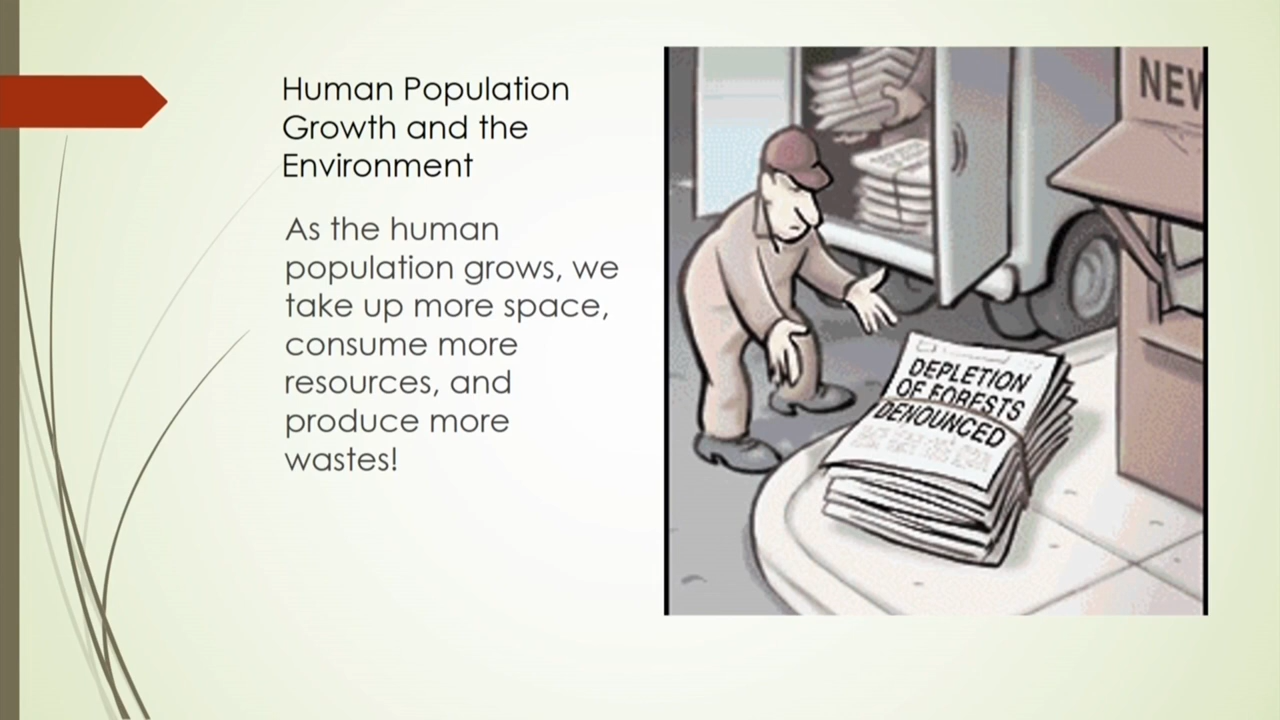 Human Population
Growth and the
Environment
As the human
population grows, we
take up more space,
consume more
resources, and
produce more
wastes!
NEW
DEPLETION
OF FORESTS
DENOUNCED